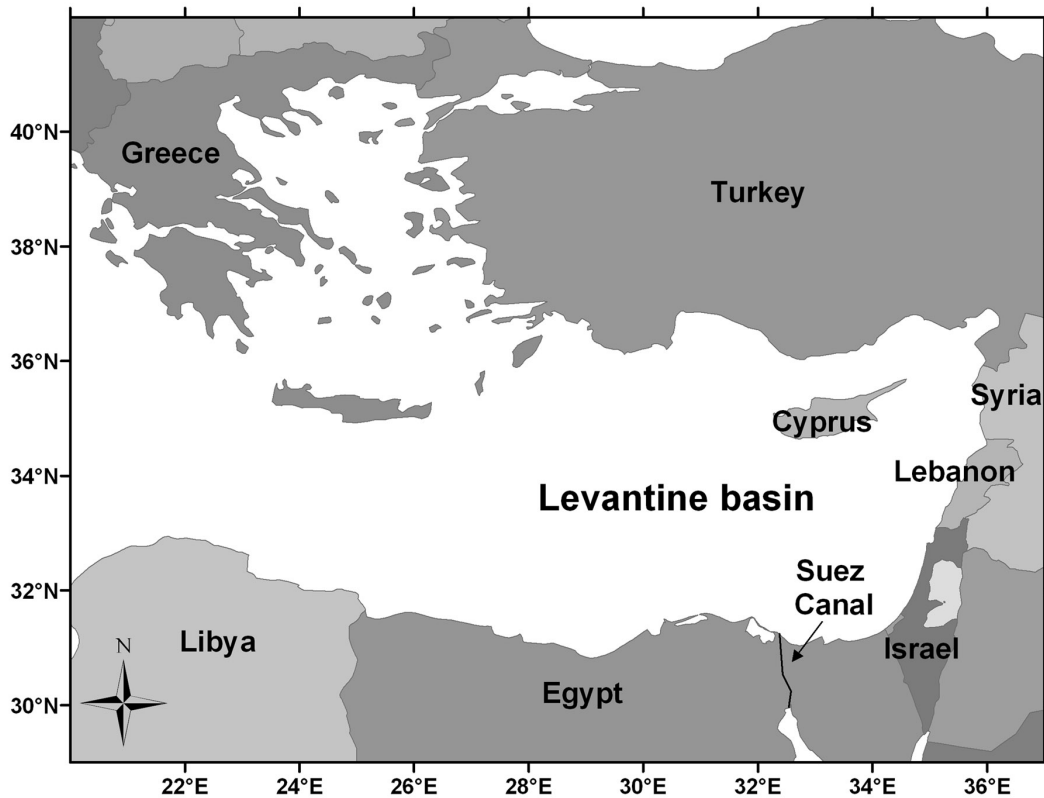 40°N
38°N
36°N
34°N
32°N
30°N
Greece
Turkey
Cyprus
Syria
Lebanon
Levantine basin
Suez
Canal
Israel
Libya
Egypt
N
22°E
24°E
26°E
28°E
30°E
32°E
34°E
36°E